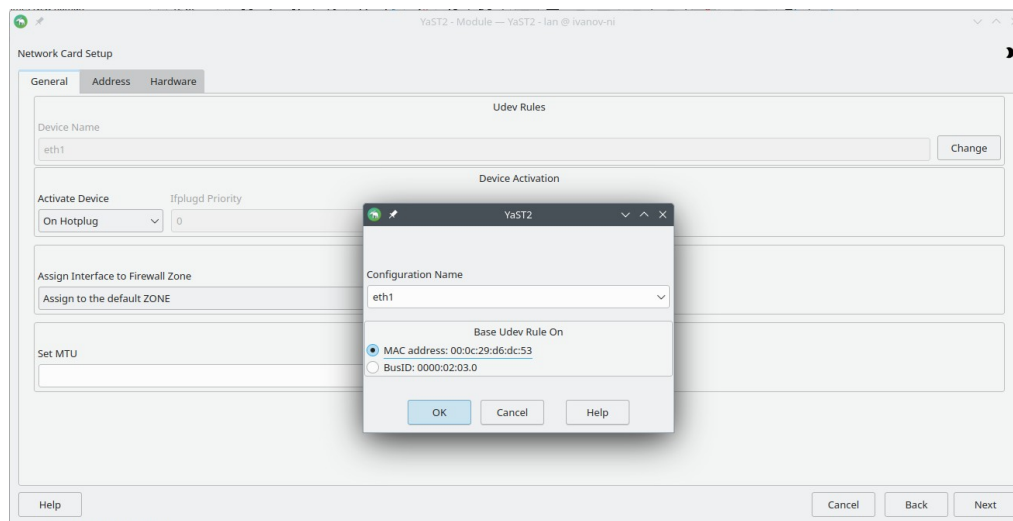 YaST2 - Module — YaST2 - lan @ ivanov-ni
Network Card Setup
General Address Hardware
Udev Rules
Device Name
eth1 Change
Device Activation
Activate Device Ifplugd Priority
On Hotplug 0
YaST2
Assign Interface to Firewall Zone
Assign to the default ZONE
Set MTU
Configuration Name
eth1
Base Udev Rule On
MAC address: 00:0c:29:d6:dc:53
BusID: 0000:02:03.0
OK Cancel Help
Help Cancel Back Next